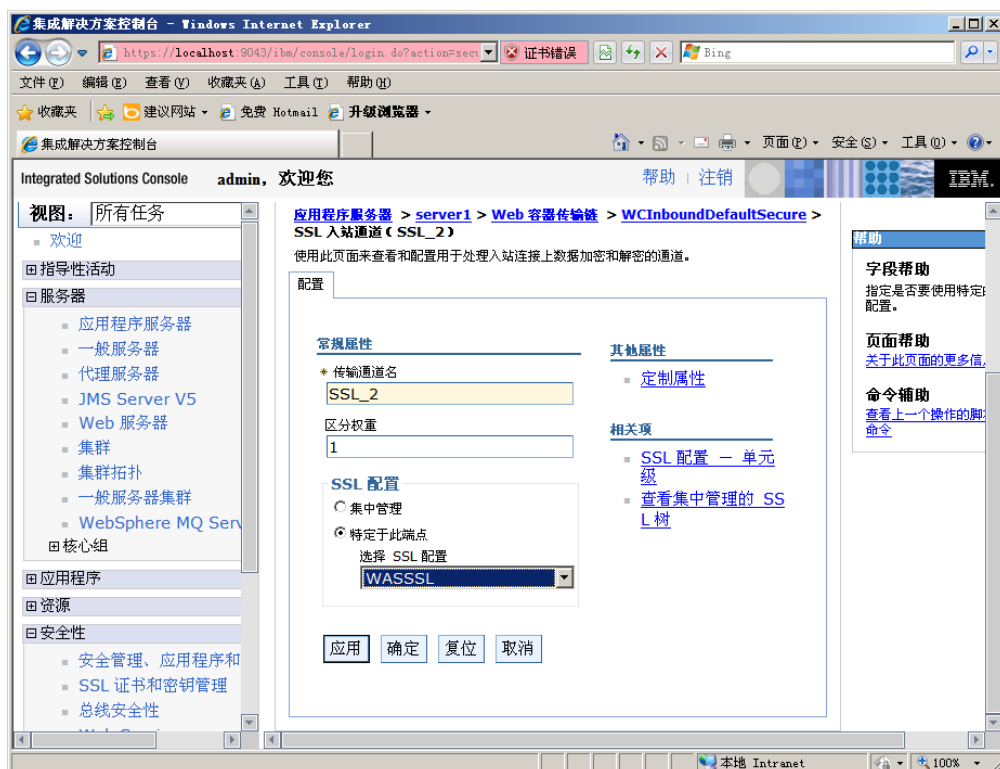 集成解决方案控制台 - Windows Internet Explorer
https://localhost:9043/ibm/console/login.do?action=secu
证书错误
Bing
文件(F) 编辑(E) 查看(V) 收藏夹(A) 工具(T) 帮助(H)
收藏夹 建议网站 免费 Hotmail 升级浏览器
集成解决方案控制台
页面(P) 安全(S) 工具(O)
Integrated Solutions Console admin，欢迎您
帮助 | 注销
IBM.
视图： 所有任务
欢迎
指导性活动
服务器
应用程序服务器
一般服务器
代理服务器
JMS Server V5
Web 服务器
集群
集群拓扑
一般服务器集群
WebSphere MQ Serv
核心组
应用程序
资源
安全性
安全管理、应用程序和
SSL 证书和密钥管理
总线安全性
应用程序服务器 > server1 > Web 容器传输链 > WCInboundDefaultSecure >
SSL 入站通道（SSL_2）
使用此页面来查看和配置用于处理入站连接上数据加密和解密的通道。
配置
常规属性
* 传输通道名
SSL_2
区分权重
1
SSL 配置
集中管理
特定于此端点
选择 SSL 配置
WASSSL
应用 确定 复位 取消
其他属性
定制属性
相关项
SSL 配置 － 单元
级
查看集中管理的 SS
L 树
帮助
字段帮助
指定是否要使用特定
配置。
页面帮助
关于此页面的更多信
命令辅助
查看上一个操作的脚
命令
本地 Intranet
100%